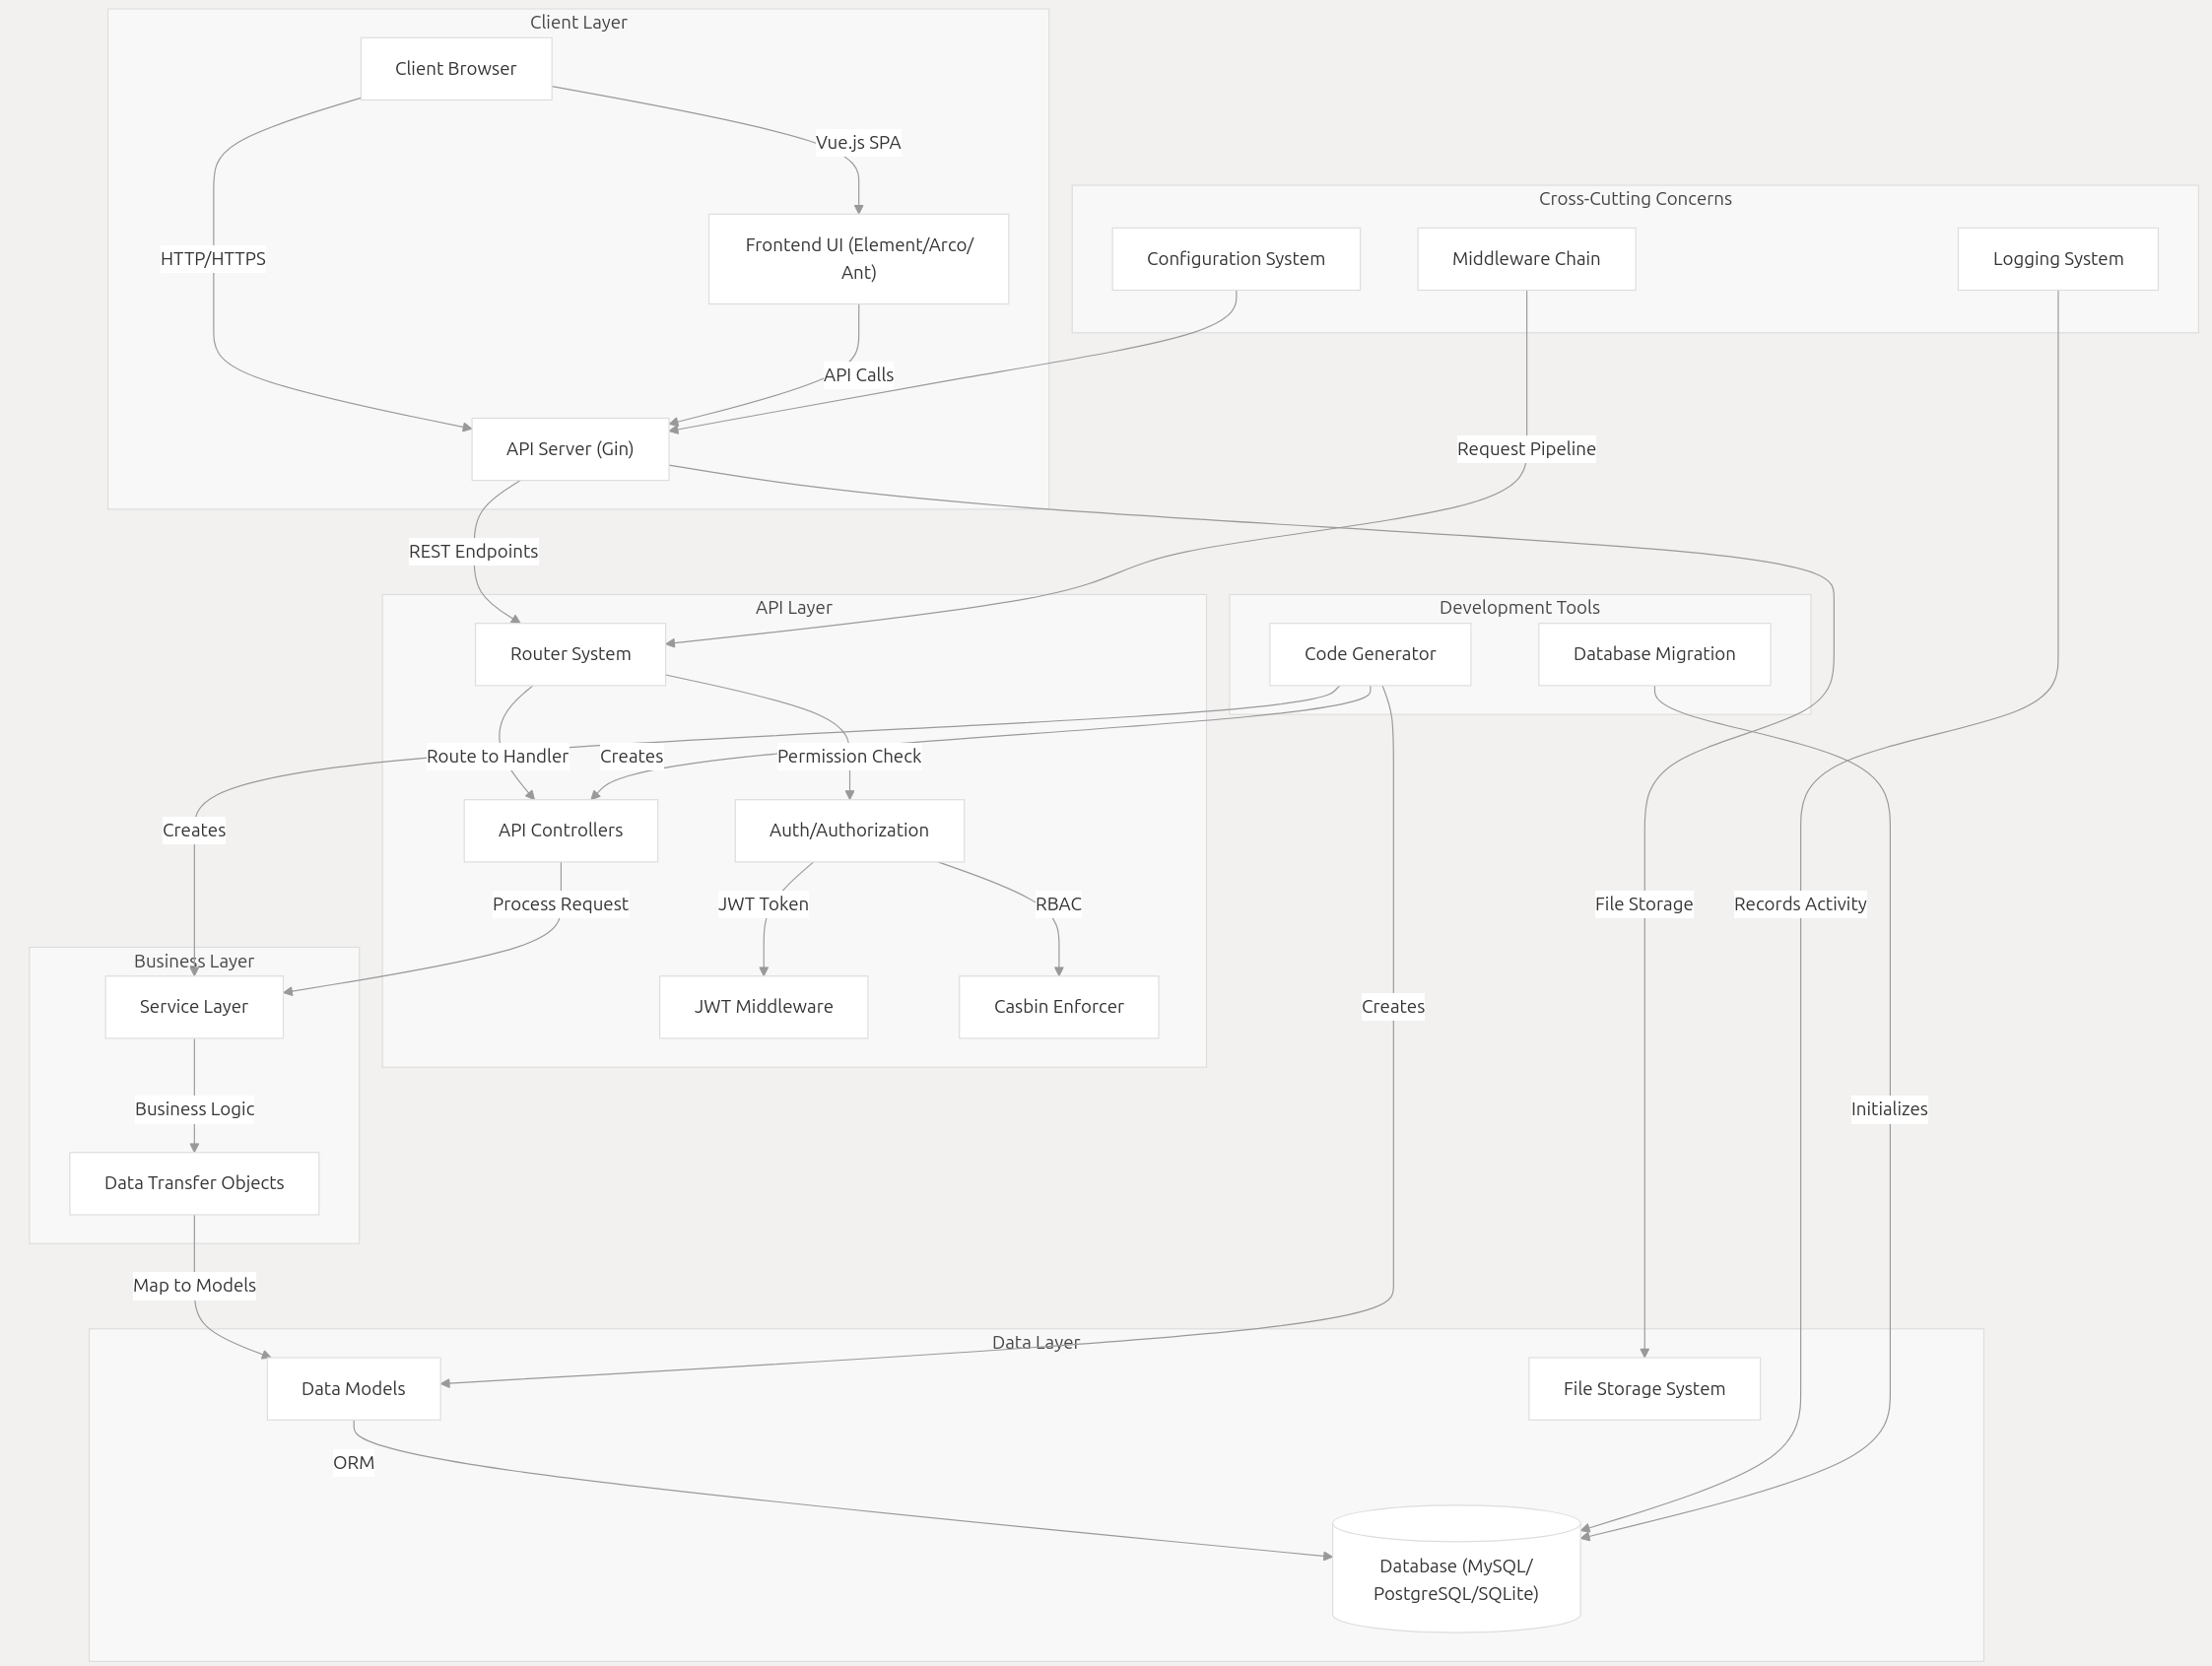 Client Layer
Client Browser
Vue.js SPA
Cross-Cutting Concerns
Frontend UI (Element/Arco/
Ant)
HTTP/HTTPS
Configuration System
Middleware Chain
Logging System
API Calls
API Server (Gin)
Request Pipeline
REST Endpoints
API Layer
Development Tools
Router System
Code Generator
Database Migration
Route to Handler
Creates
Permission Check
Creates
API Controllers
Auth/Authorization
Process Request
JWT Token
RBAC
File Storage
Records Activity
Business Layer
Service Layer
JWT Middleware
Casbin Enforcer
Creates
Business Logic
Initializes
Data Transfer Objects
Map to Models
Data Layer
Data Models
File Storage System
ORM
Database (MySQL/
PostgreSQL/SQLite)